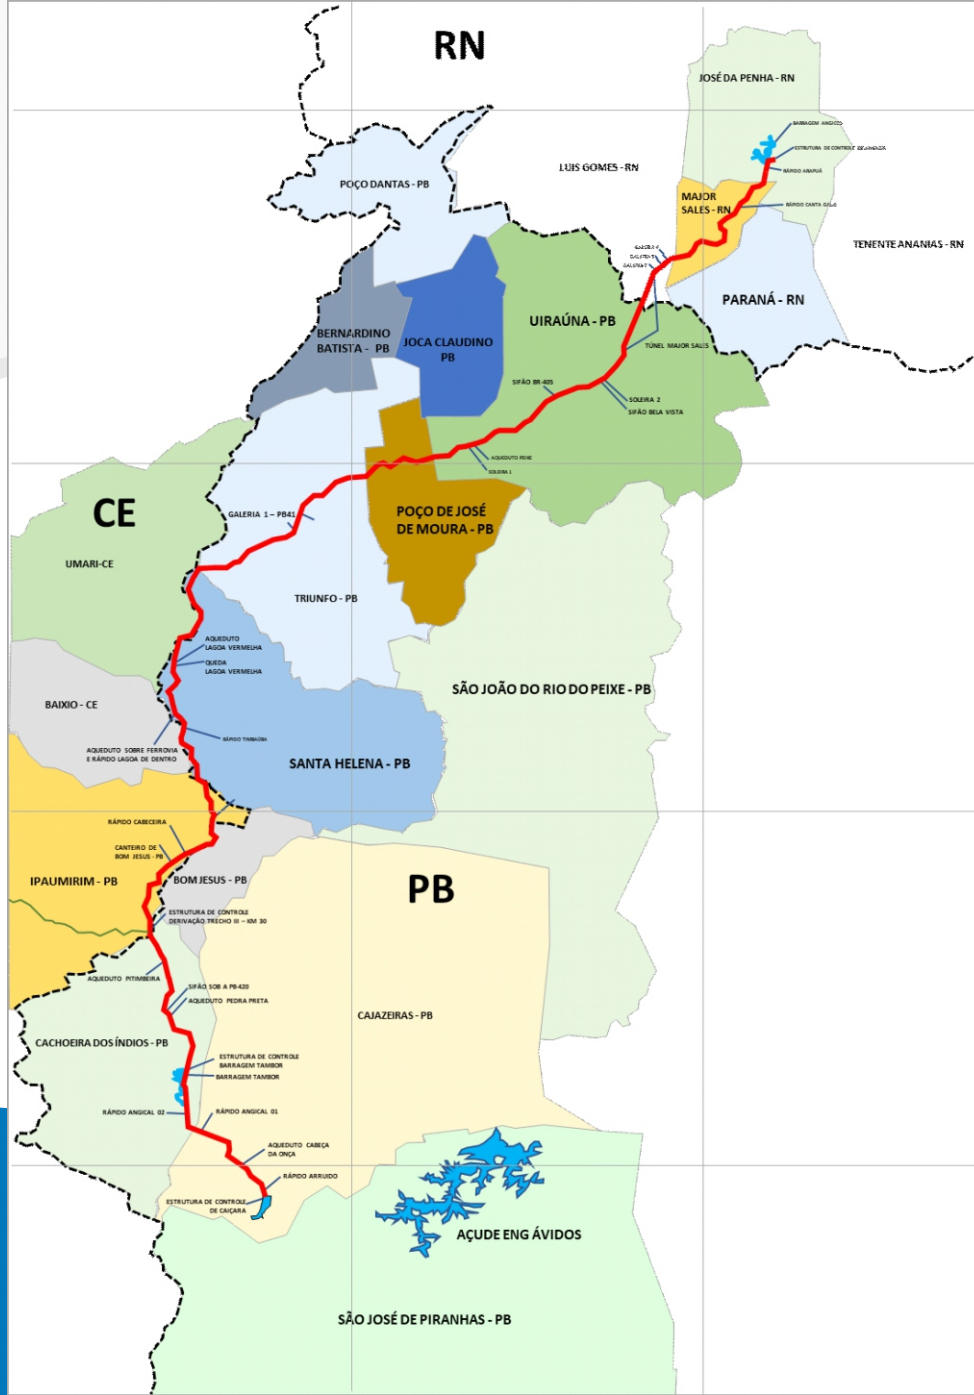 RN
JOSÉ DA PENHA - RN
BARRAGEM ANGICOS
ESTRUTURA DE CONTROLE
LUIS GOMES - RN
RÁPIDO ARAPUÁ
POÇO DANTAS - PB
MAJOR
SALES - RN
RÁPIDO CANTA GALO
TENENTE ANANIAS - RN
PARANÁ - RN
UIRAÚNA - PB
BERNARDINO
BATISTA - PB
JOCA CLAUDINO
PB
TÚNEL MAJOR SALES
SIFÃO BR-405
SOLEIRA 2
SIFÃO BELA VISTA
AQUEDUTO PEIXE
SOLEIRA 1
CE
GALERIA 1 – PB41
POÇO DE JOSÉ
DE MOURA - PB
UMARI-CE
TRIUNFO - PB
AQUEDUTO
LAGOA VERMELHA
QUEDA
LAGOA VERMELHA
SÃO JOÃO DO RIO DO PEIXE - PB
BAIXIO - CE
RÁPIDO TIMBAÚBA
AQUEDUTO SOBRE FERROVIA
E RÁPIDO LAGOA DE DENTRO
SANTA HELENA - PB
RÁPIDO CABECEIRA
CANTEIRO DE
BOM JESUS - PB
IPAUMIRIM - PB
BOM JESUS - PB
PB
ESTRUTURA DE CONTROLE
DERIVAÇÃO TRECHO III – KM 30
AQUEDUTO PITIMBEIRA
SIFÃO SOB A PB-420
AQUEDUTO PEDRA PRETA
CAJAZEIRAS - PB
CACHOEIRA DOS ÍNDIOS - PB
ESTRUTURA DE CONTROLE
BARRAGEM TAMBOR
BARRAGEM TAMBOR
RÁPIDO ANGICAL 02
RÁPIDO ANGICAL 01
AQUEDUTO CABEÇA
DA ONÇA
RÁPIDO ARRUIDO
ESTRUTURA DE CONTROLE
DE CAIÇARA
AÇUDE ENG ÁVIDOS
SÃO JOSÉ DE PIRANHAS - PB